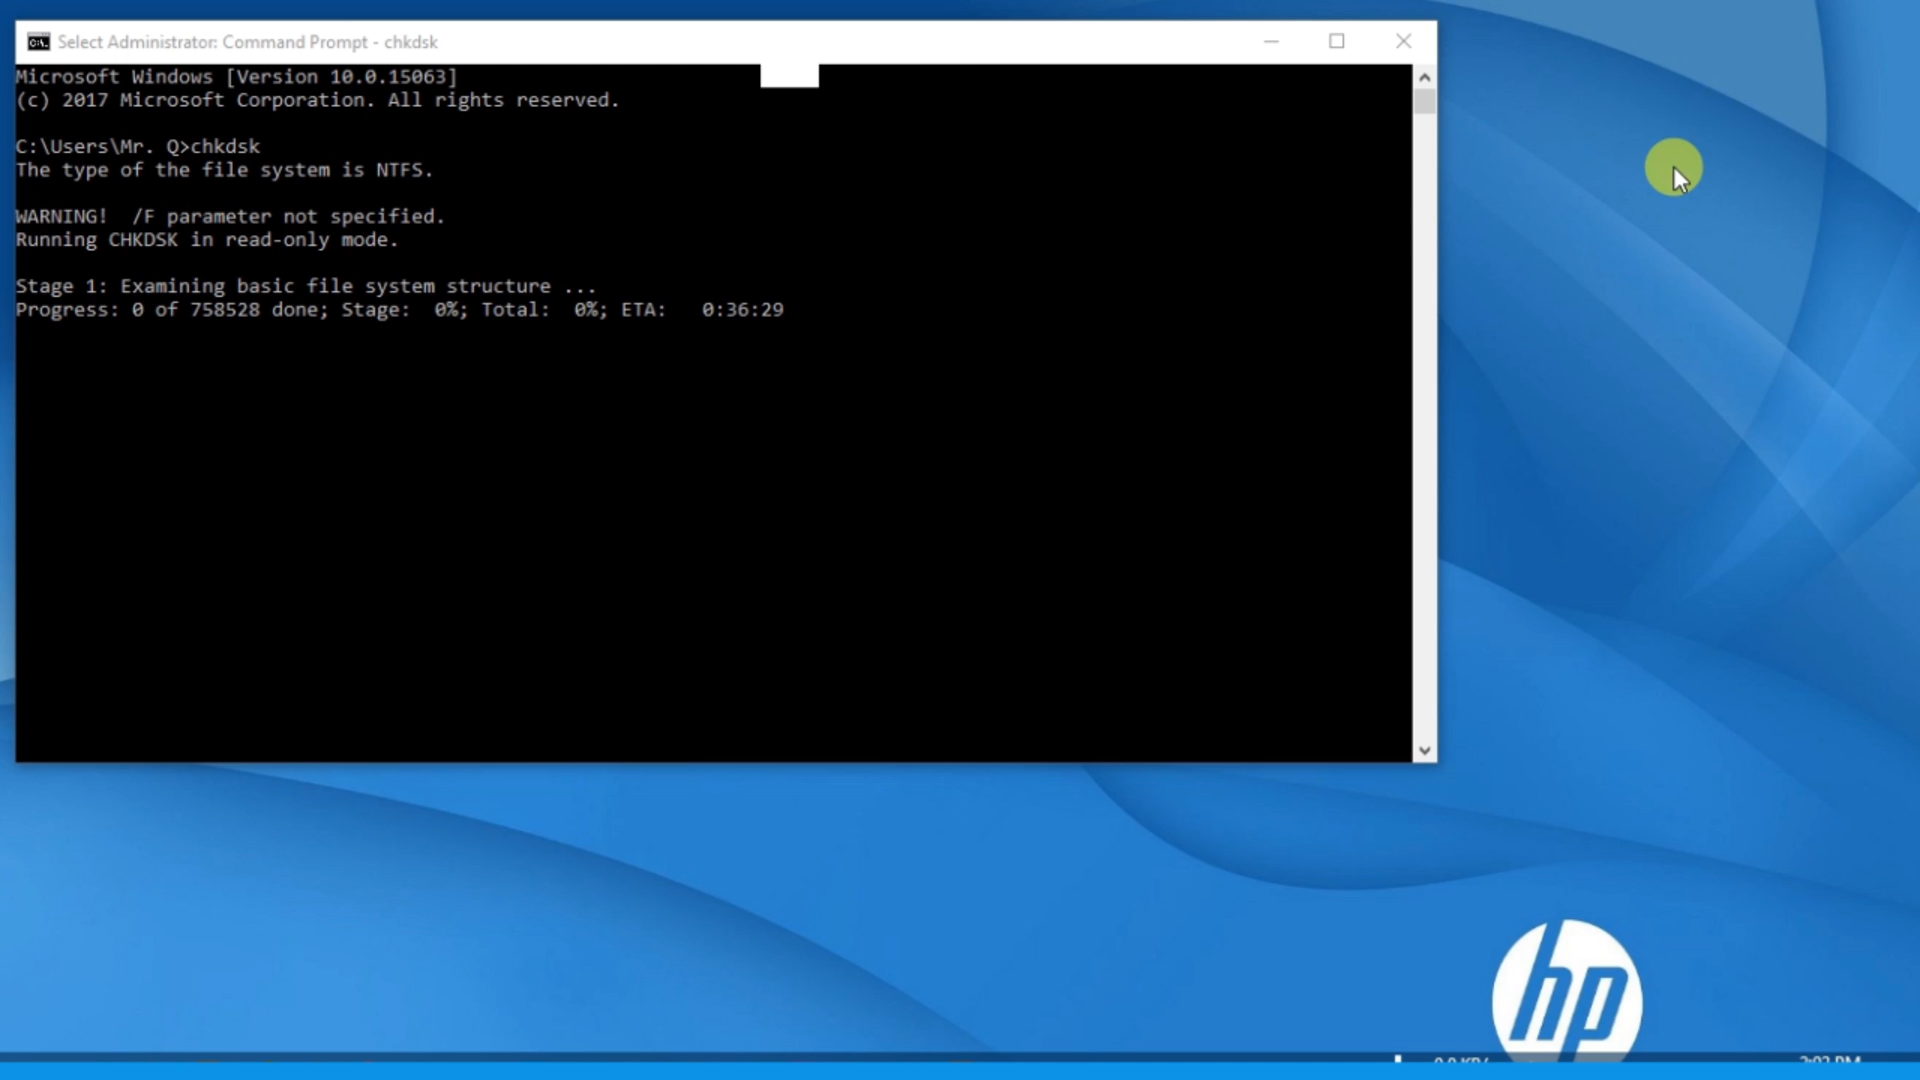 Select Administrator: Command Prompt - chkdsk
Microsoft Windows [Version 10.0.15063]
(c) 2017 Microsoft Corporation. All rights reserved.
C:\Users\Mr. Q>chkdsk
The type of the file system is NTFS.
WARNING!  /F parameter not specified.
Running CHKDSK in read-only mode.
Stage 1: Examining basic file system structure ...
Progress: 0 of 758528 done; Stage:  0%; Total:  0%; ETA:   0:36:29
hp